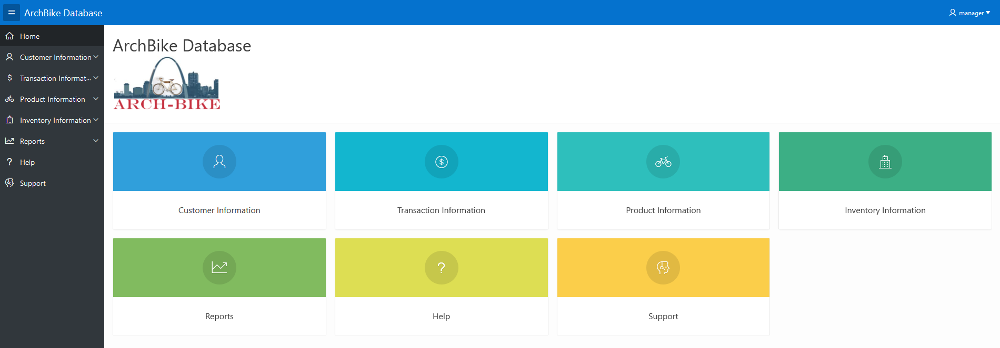 ArchBike Database
manager
Home
Customer Information
Transaction Informat...
Product Information
Inventory Information
Reports
Help
Support
ArchBike Database
ARCH-BIKE
Customer Information
Transaction Information
Product Information
Inventory Information
Reports
Help
Support